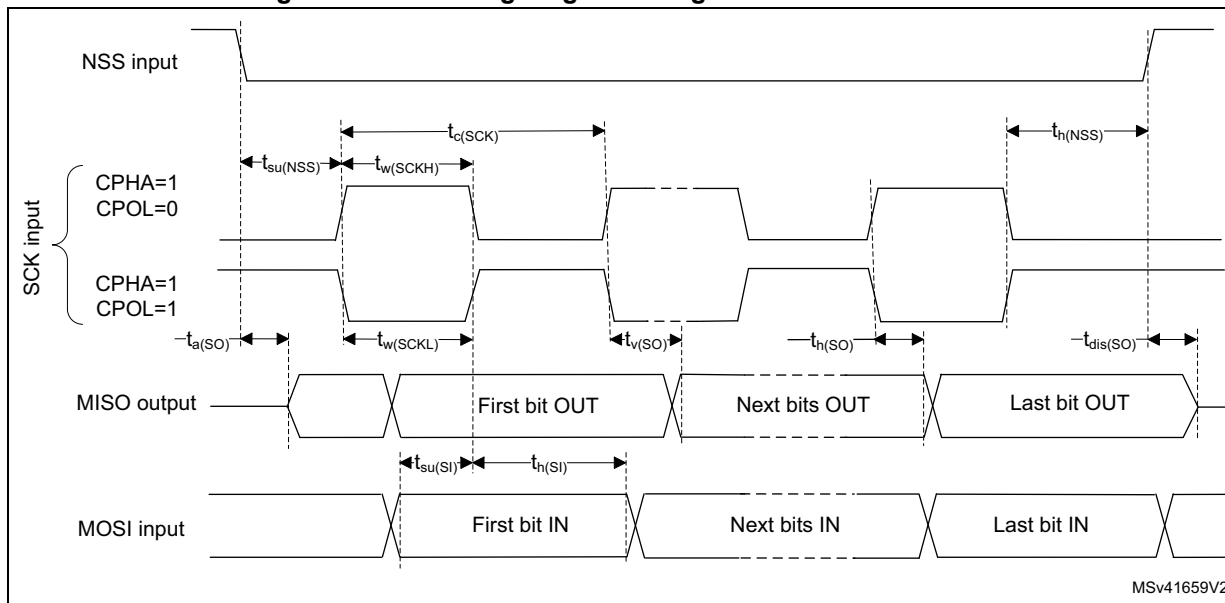 NSS input
tc(SCK)
th(NSS)
tsu(NSS)
tw(SCKH)
CPHA=1
CPOL=0
SCK input
CPHA=1
CPOL=1
ta(SO)
tw(SCKL)
tv(SO)
th(SO)
tdis(SO)
MISO output
First bit OUT
Next bits OUT
Last bit OUT
tsu(SI)
th(SI)
MOSI input
First bit IN
Next bits IN
Last bit IN
MSv41659V2